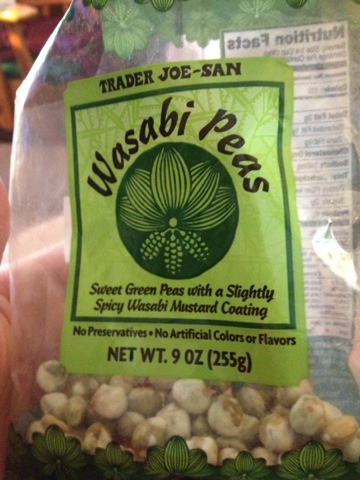 Nutrition Facts
TRADER JOE-SAN
Wasabi Peas
Sweet Green Peas with a Slightly
Spicy Wasabi Mustard Coating
No Preservatives • No Artificial Colors or Flavors
NET WT. 9 OZ (255g)